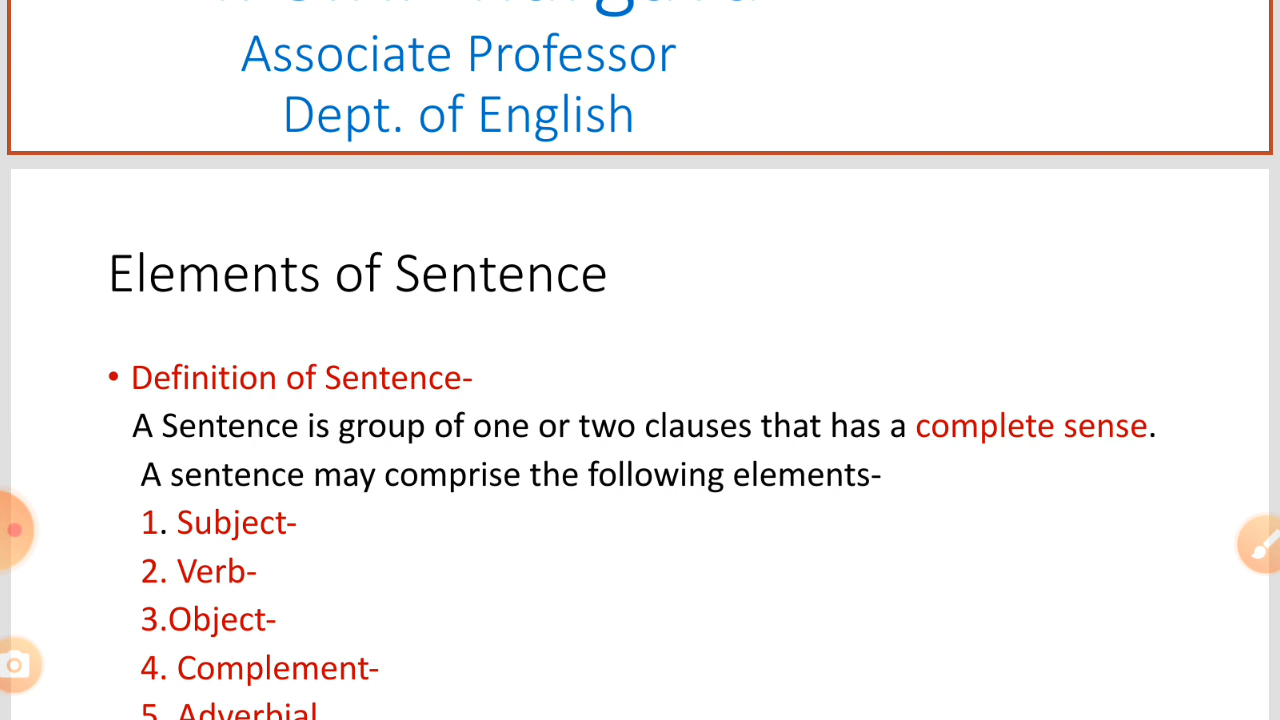 Associate Professor
Dept. of English
Elements of Sentence
• Definition of Sentence-
A Sentence is group of one or two clauses that has a complete sense.
A sentence may comprise the following elements-
1. Subject-
2. Verb-
3.Object-
4. Complement-
5. Adverbial